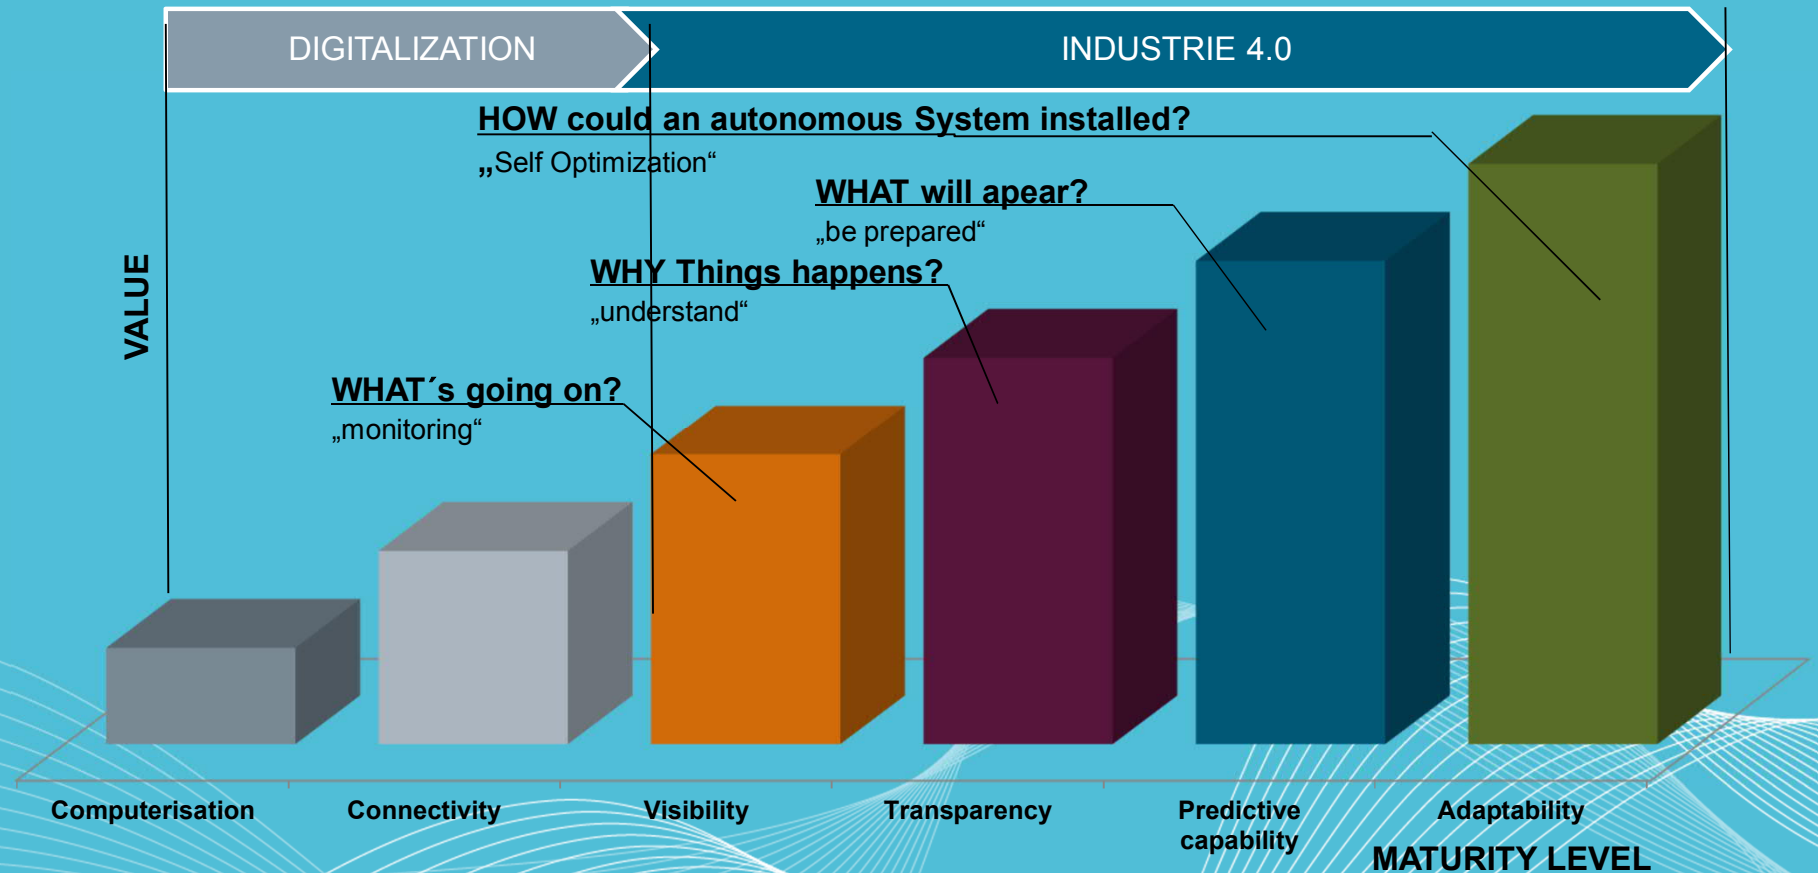 DIGITALIZATION
INDUSTRIE 4.0
HOW could an autonomous System installed?
„Self Optimization“
WHAT will apear?
„be prepared“
WHY Things happens?
„understand“
WHAT´s going on?
„monitoring“
VALUE
Computerisation
Connectivity
Visibility
Transparency
Predictive
capability
Adaptability
MATURITY LEVEL